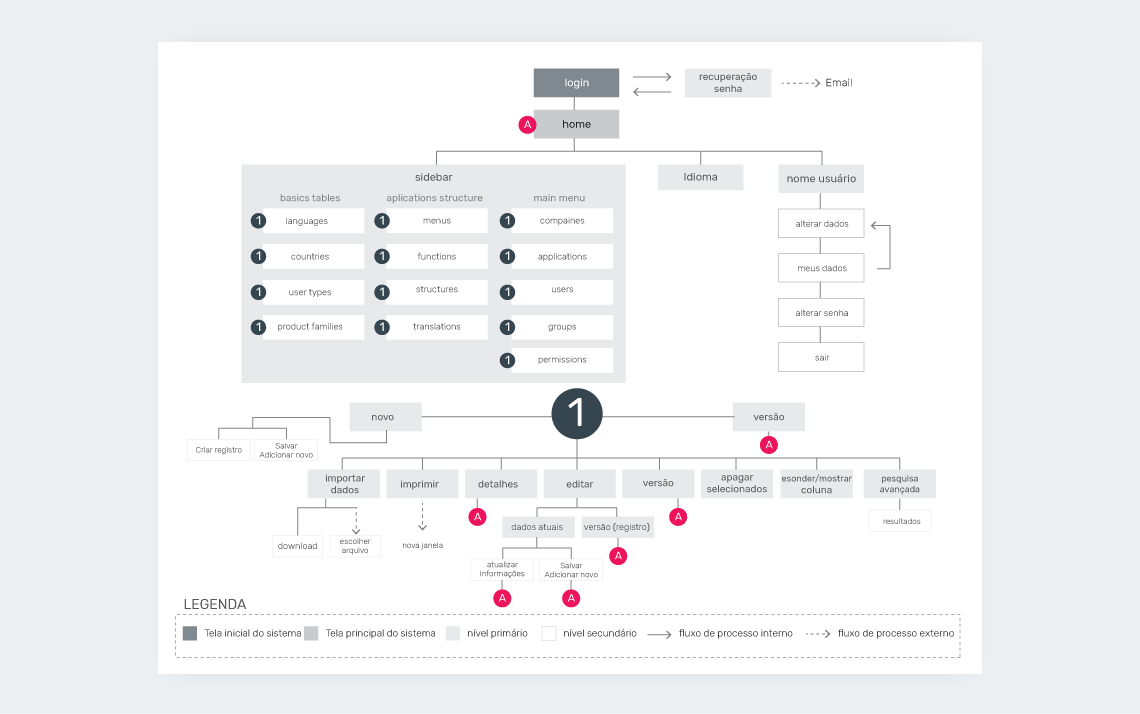 login
recuperação
senha
Email
A
home
sidebar
Idioma
nome usuário
basics tables
aplications structure
main menu
1 languages
1 menus
1 compaines
alterar dados
1 countries
1 functions
1 applications
meus dados
1 user types
1 structures
1 users
alterar senha
1 product families
1 translations
1 groups
sair
1 permissions
novo
1
versão
A
Criar registro
Salvar
Adicionar novo
importar
dados
imprimir
detalhes
editar
versão
apagar
selecionados
esonder/mostrar
coluna
pesquisa
avançada
A
A
dados atuais
versão (registro)
resultados
download
escolher
arquivo
nova janela
A
atualizar
informações
Salvar
Adicionar novo
A
A
LEGENDA
Tela inicial do sistema
Tela principal do sistema
nível primário
nível secundário
fluxo de processo interno
fluxo de processo externo